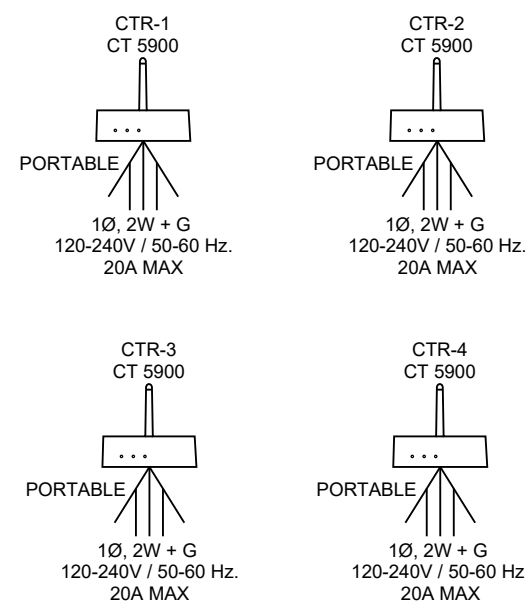 CTR-1
CT 5900
PORTABLE
1Ø, 2W + G
120-240V / 50-60 Hz.
20A MAX
CTR-2
CT 5900
PORTABLE
1Ø, 2W + G
120-240V / 50-60 Hz.
20A MAX
CTR-3
CT 5900
PORTABLE
1Ø, 2W + G
120-240V / 50-60 Hz.
20A MAX
CTR-4
CT 5900
PORTABLE
1Ø, 2W + G
120-240V / 50-60 Hz
20A MAX